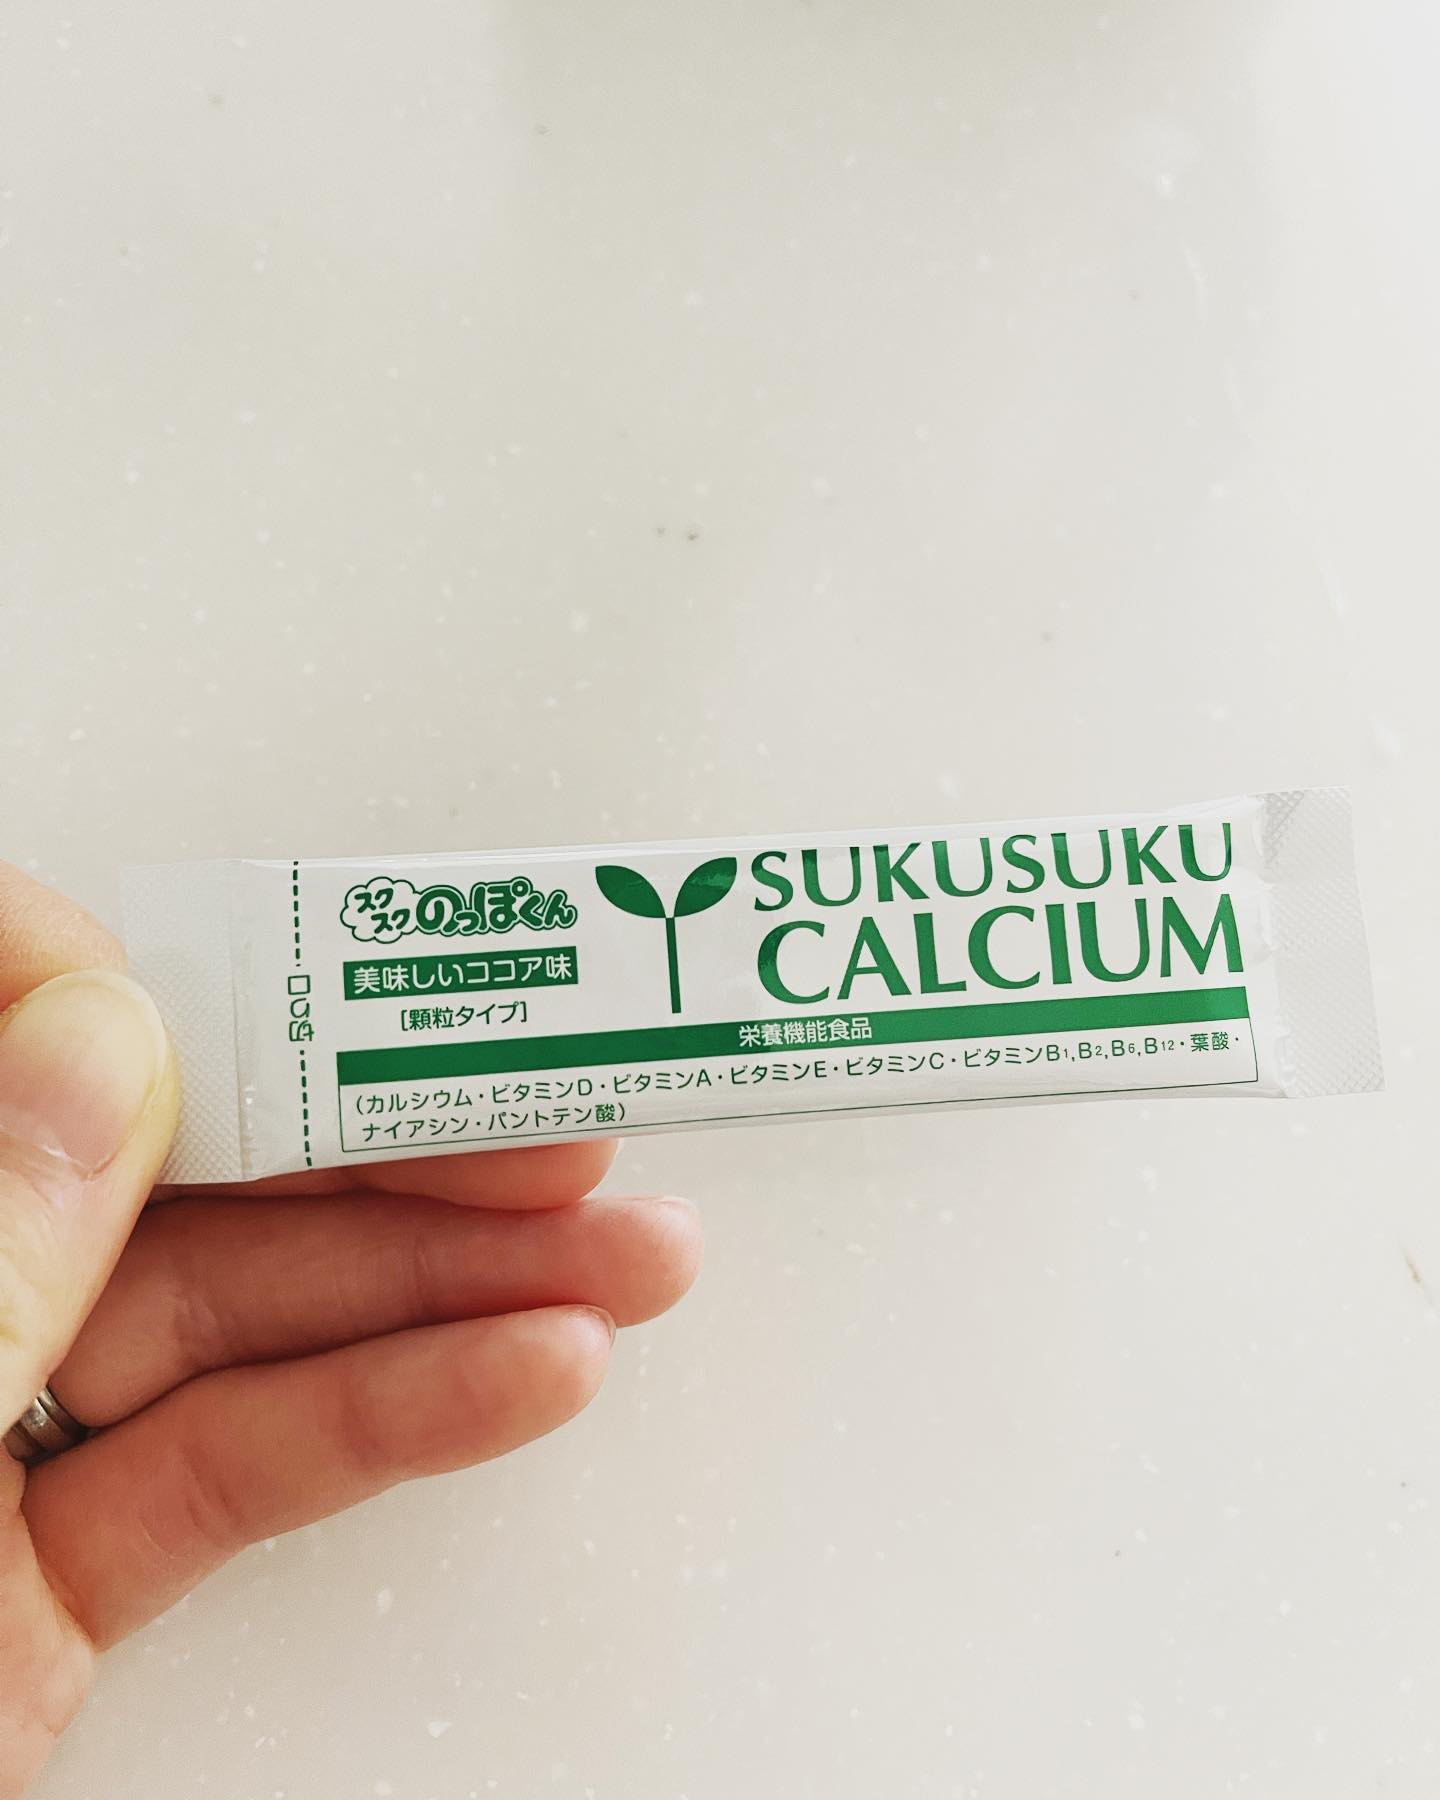 切り口
スクスクのっぽくん
美味しいココア味
[顆粒タイプ]
SUKUSUKU
CALCIUM
栄養機能食品
(カルシウム・ビタミンD・ビタミンA・ビタミンE・ビタミンC・ビタミンB1,B2,B6,B12・葉酸・
ナイアシン・パントテン酸)